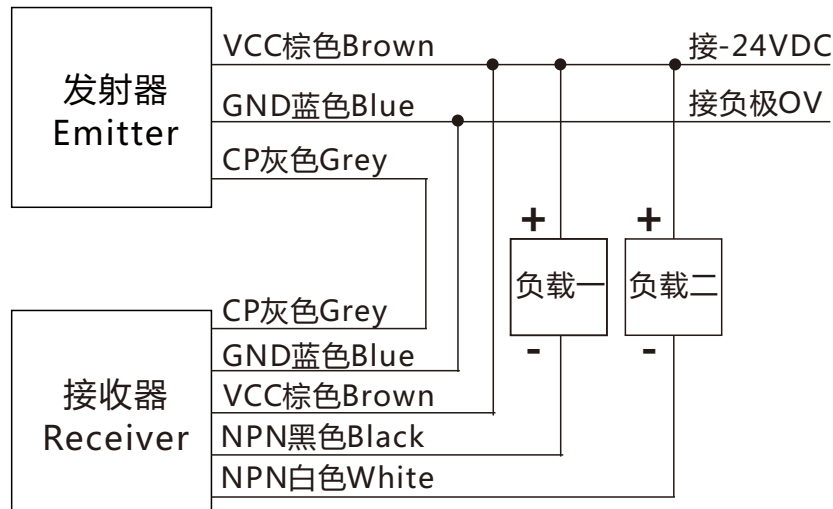 VCC棕色Brown
接-24VDC
发射器
Emitter
GND蓝色Blue
接负极OV
CP灰色Grey
+
+
负载一
负载二
-
-
CP灰色Grey
GND蓝色Blue
接收器
Receiver
VCC棕色Brown
NPN黑色Black
NPN白色White